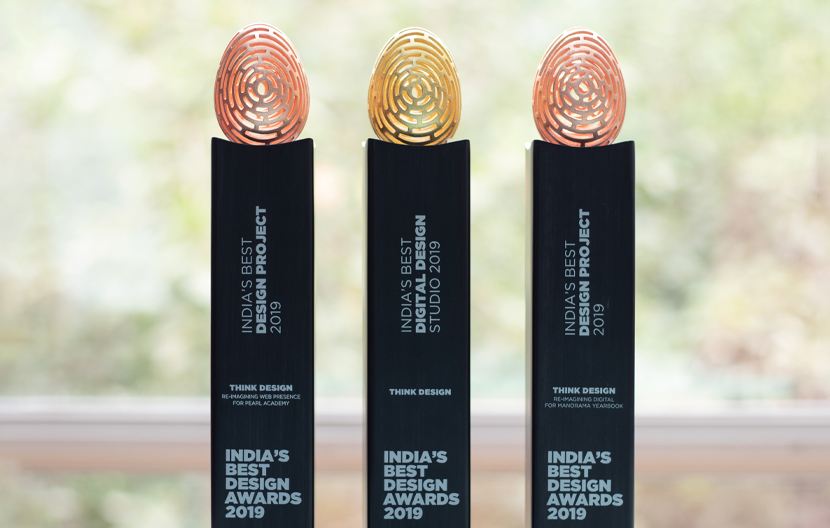 INDIA'S BEST
DESIGN PROJECT
2019
THINK DESIGN
RE-IMAGINING WEB PRESENCE
FOR PEARL ACADEMY
INDIA'S
BEST
DESIGN
AWARDS
2019
INDIA'S BEST
DIGITAL DESIGN
STUDIO 2019
THINK DESIGN
INDIA'S
BEST
DESIGN
AWARDS
2019
INDIA'S BEST
DESIGN PROJECT
2019
THINK DESIGN
RE-IMAGINING DIGITAL
FOR MANORAMA YEARBOOK
INDIA'S
BEST
DESIGN
AWARDS
2019